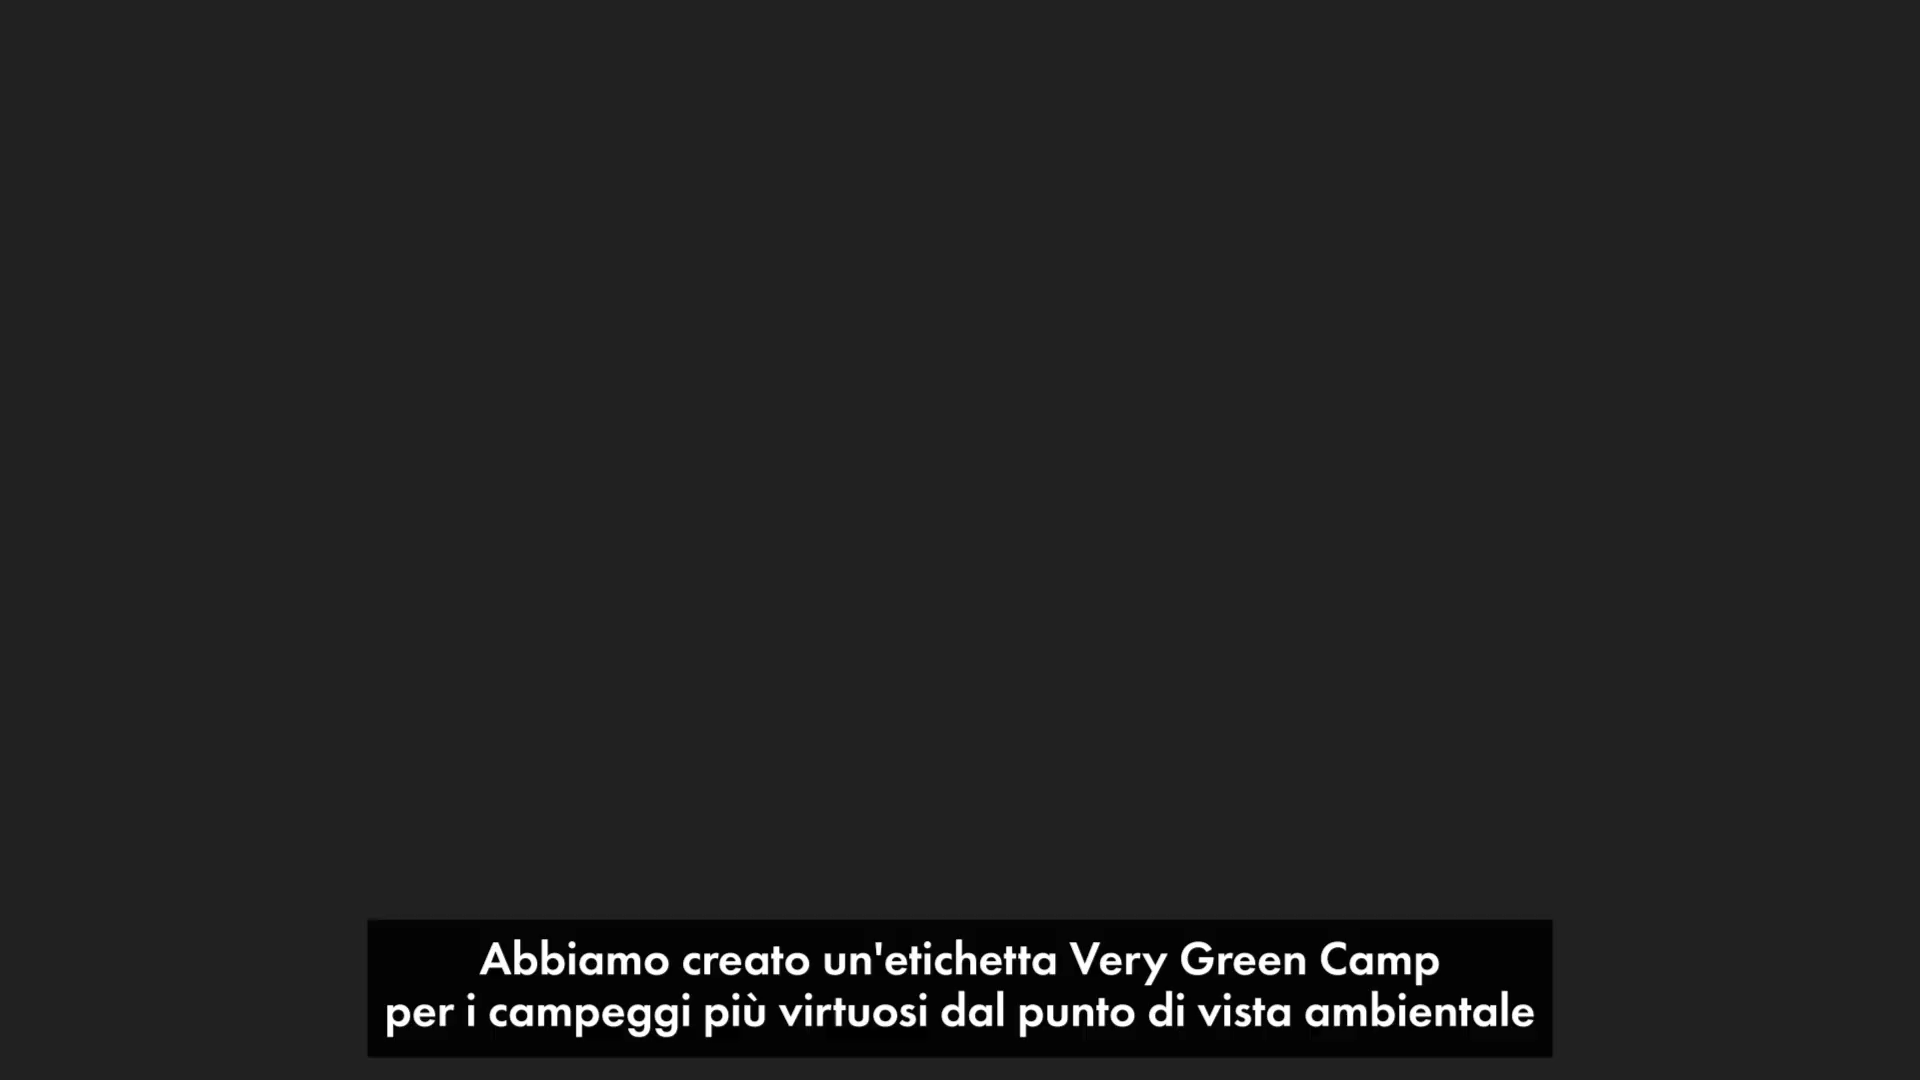 Abbiamo creato un'etichetta Very Green Camp
per i campeggi più virtuosi dal punto di vista ambientale